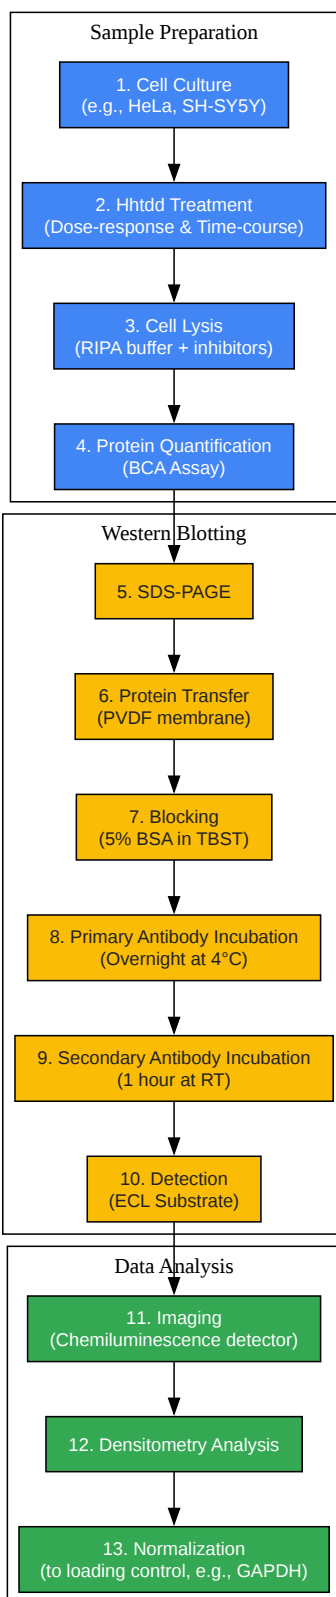 Sample Preparation
1. Cell Culture
(e.g., HeLa, SH-SY5Y)
2. Hhtdd Treatment
(Dose-response & Time-course)
3. Cell Lysis
(RIPA buffer + inhibitors)
4. Protein Quantification
(BCA Assay)
Western Blotting
5. SDS-PAGE
6. Protein Transfer
(PVDF membrane)
7. Blocking
(5% BSA in TBST)
8. Primary Antibody Incubation
(Overnight at 4°C)
9. Secondary Antibody Incubation
(1 hour at RT)
10. Detection
(ECL Substrate)
Data Analysis
11. Imaging
(Chemiluminescence detector)
12. Densitometry Analysis
13. Normalization
(to loading control, e.g., GAPDH)